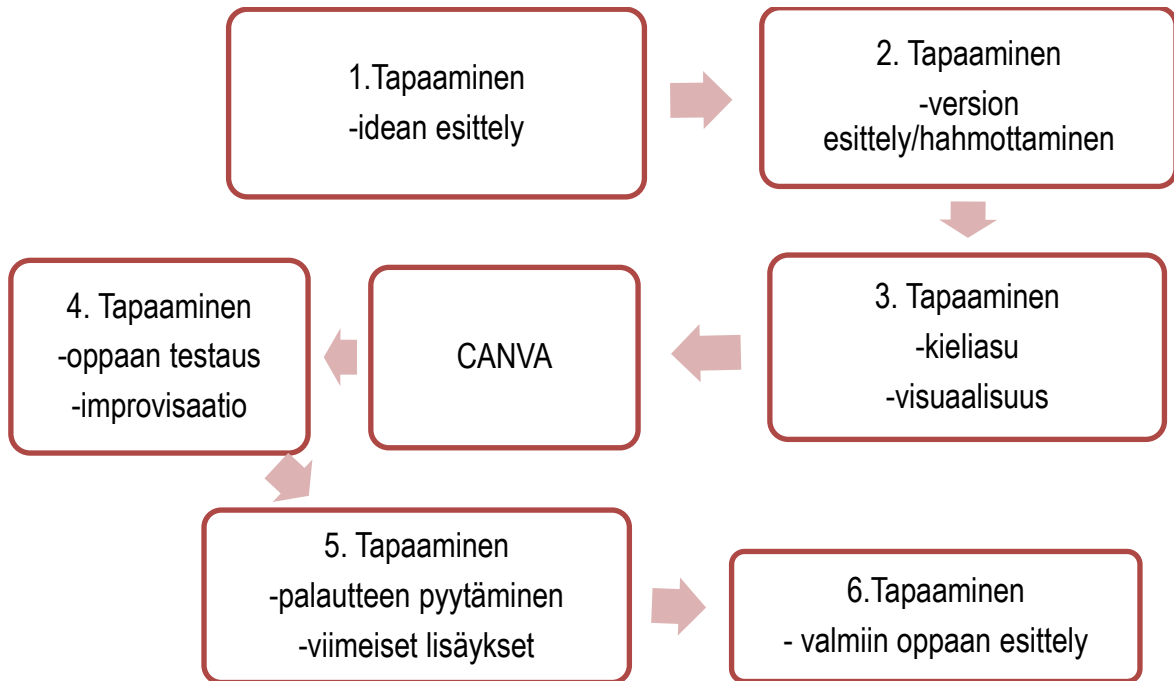 1.Tapaaminen
-idean esittely
2. Tapaaminen
-version
esittely/hahmottaminen
3. Tapaaminen
-kieliasu
-visuaalisuus
CANVA
4. Tapaaminen
-oppaan testaus
-improvisaatio
5. Tapaaminen
-palautteen pyytäminen
-viimeiset lisäykset
6.Tapaaminen
- valmiin oppaan esittely